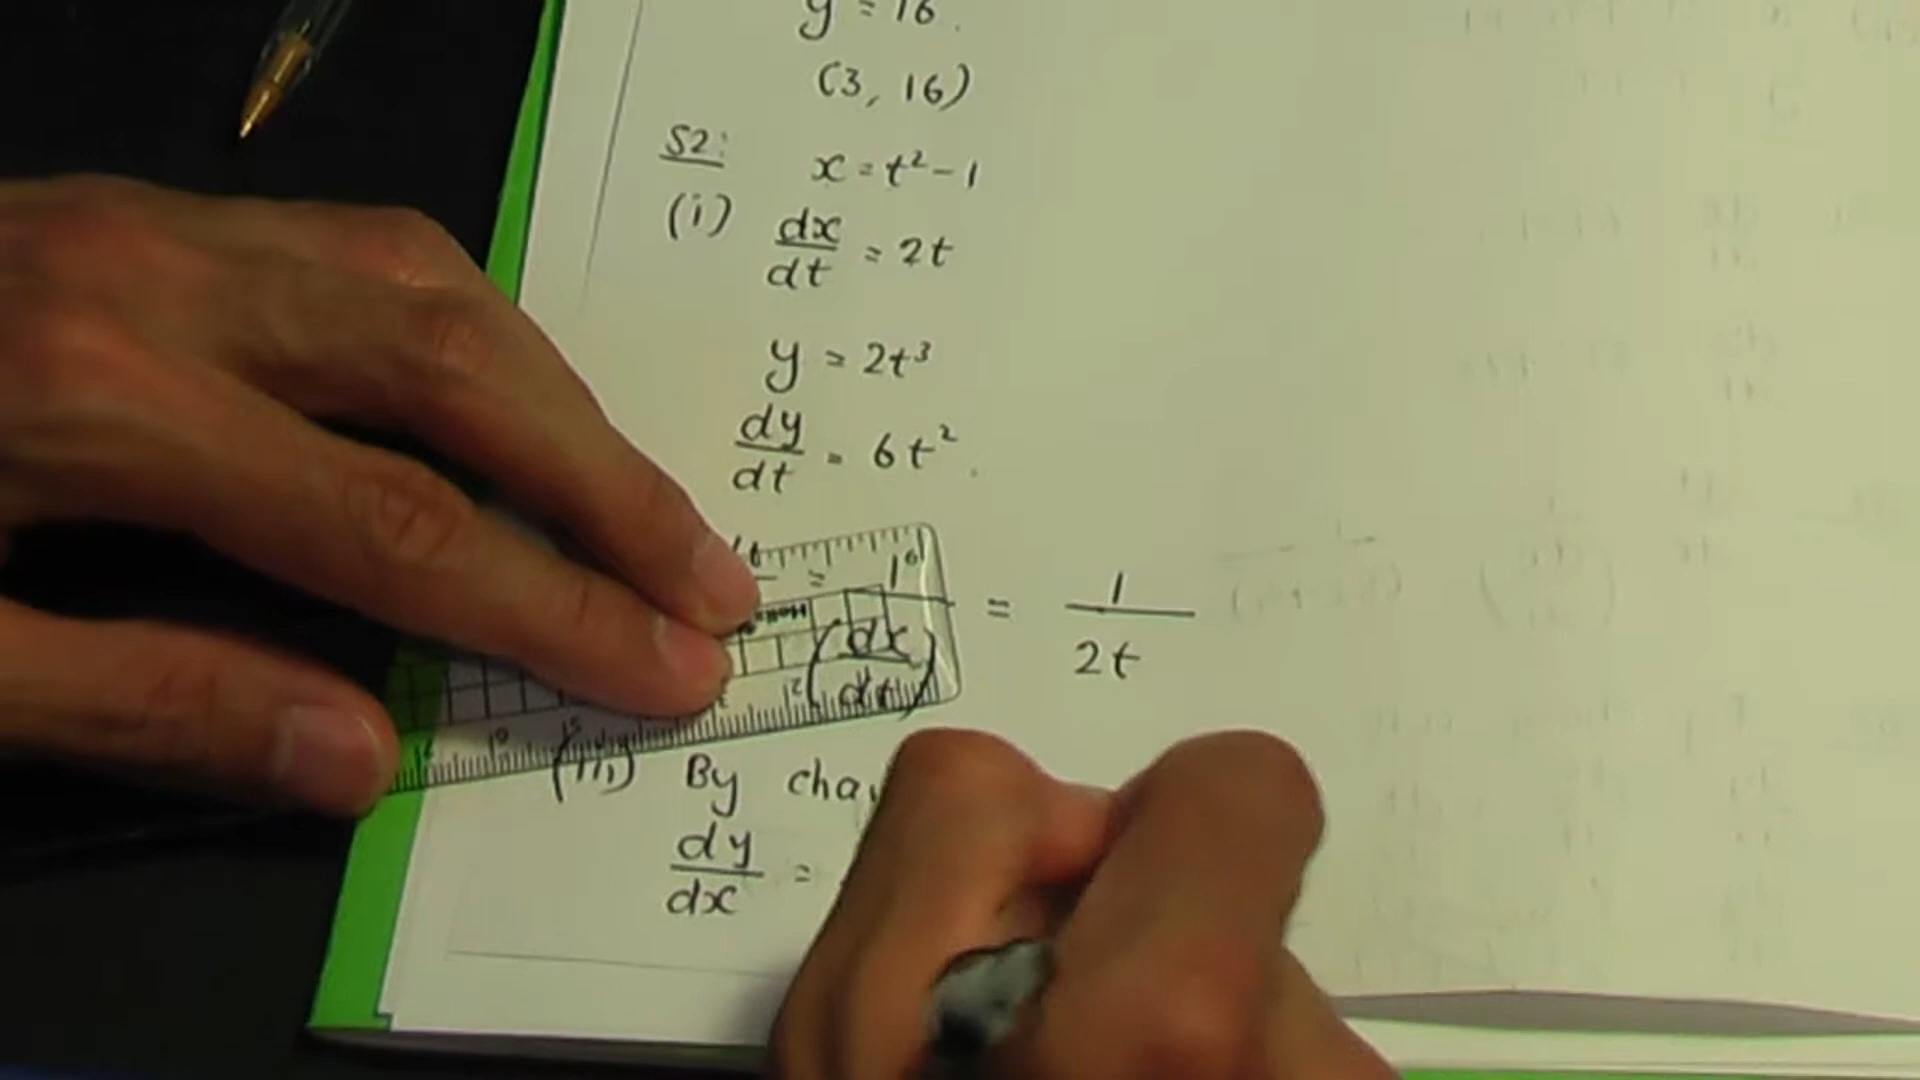 y = 16.
(3, 16)
S2:
x = t² - 1
(i) dx/dt = 2t
y = 2t³
dy/dt = 6t².
= 1/(dx/dt) = 1/2t
(iii) By
dy/dx =